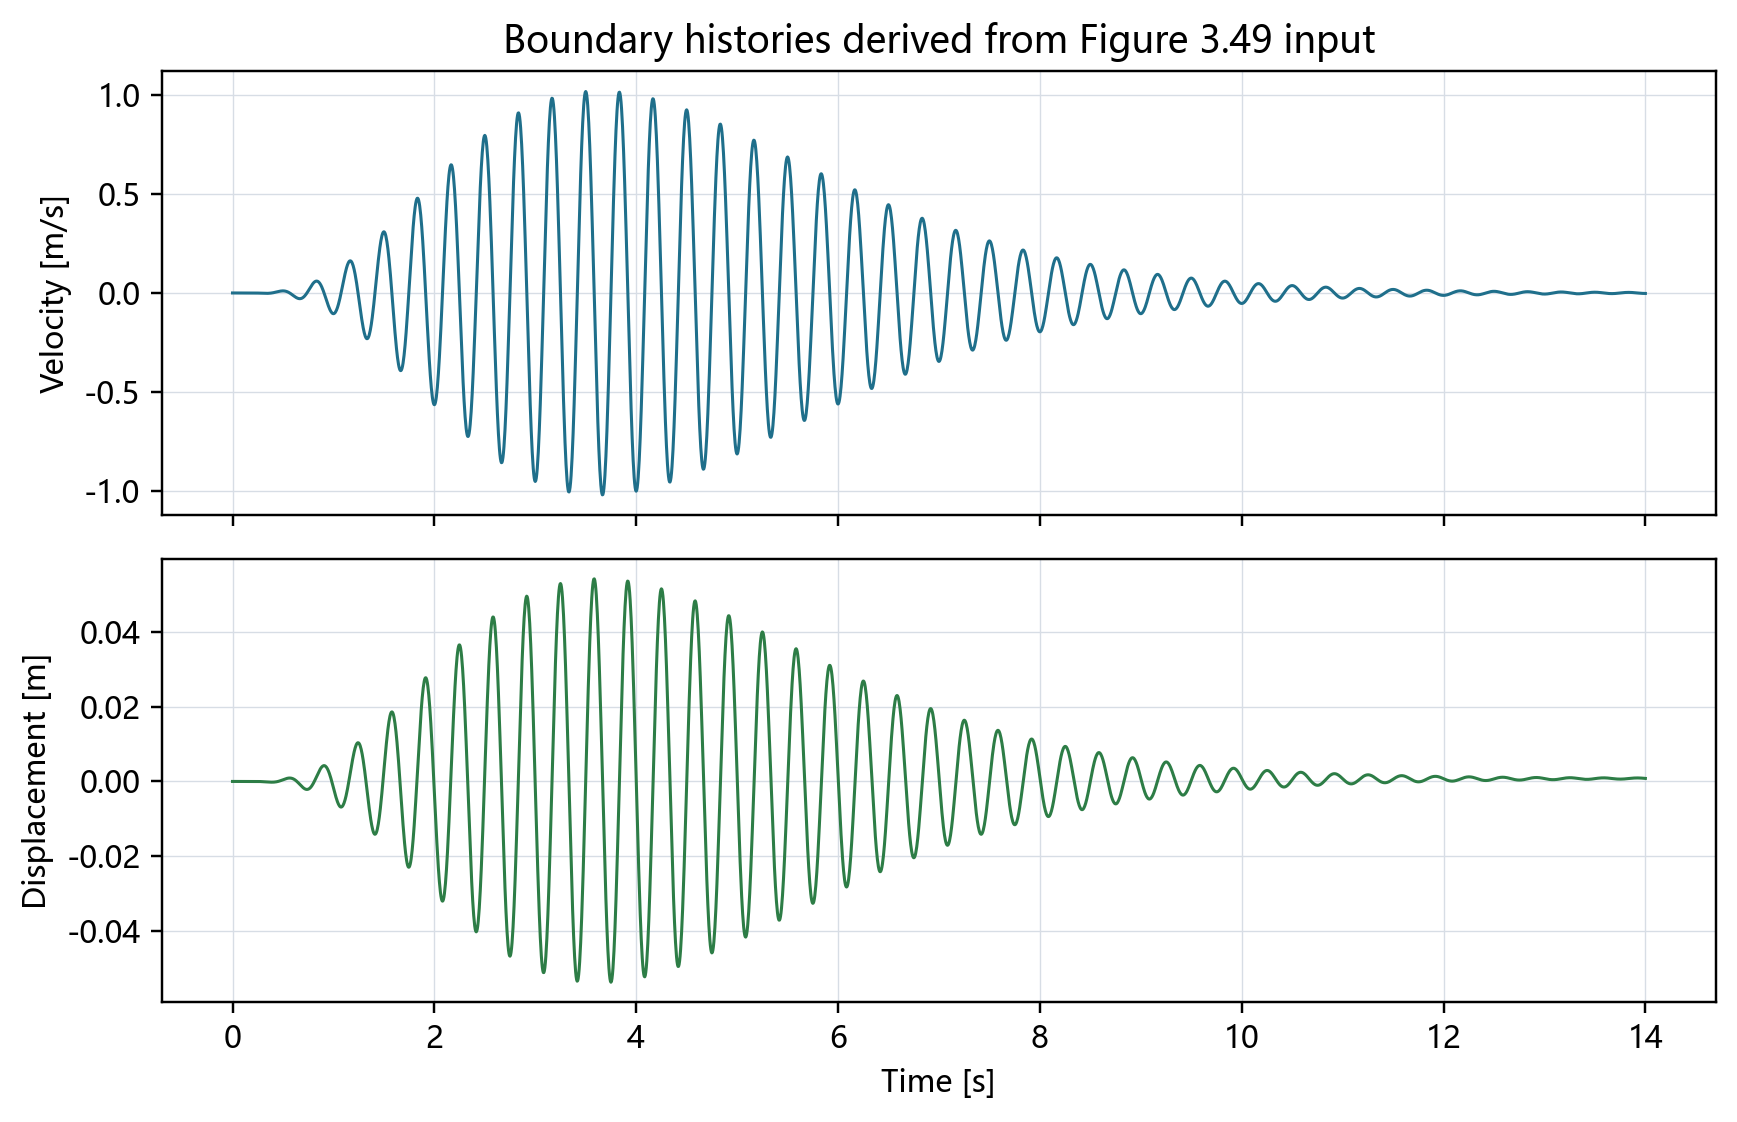 Boundary histories derived from Figure 3.49 input
Velocity [m/s]
1.0
0.5
0.0
-0.5
-1.0
Displacement [m]
0.04
0.02
0.00
-0.02
-0.04
0 2 4 6 8 10 12 14
Time [s]